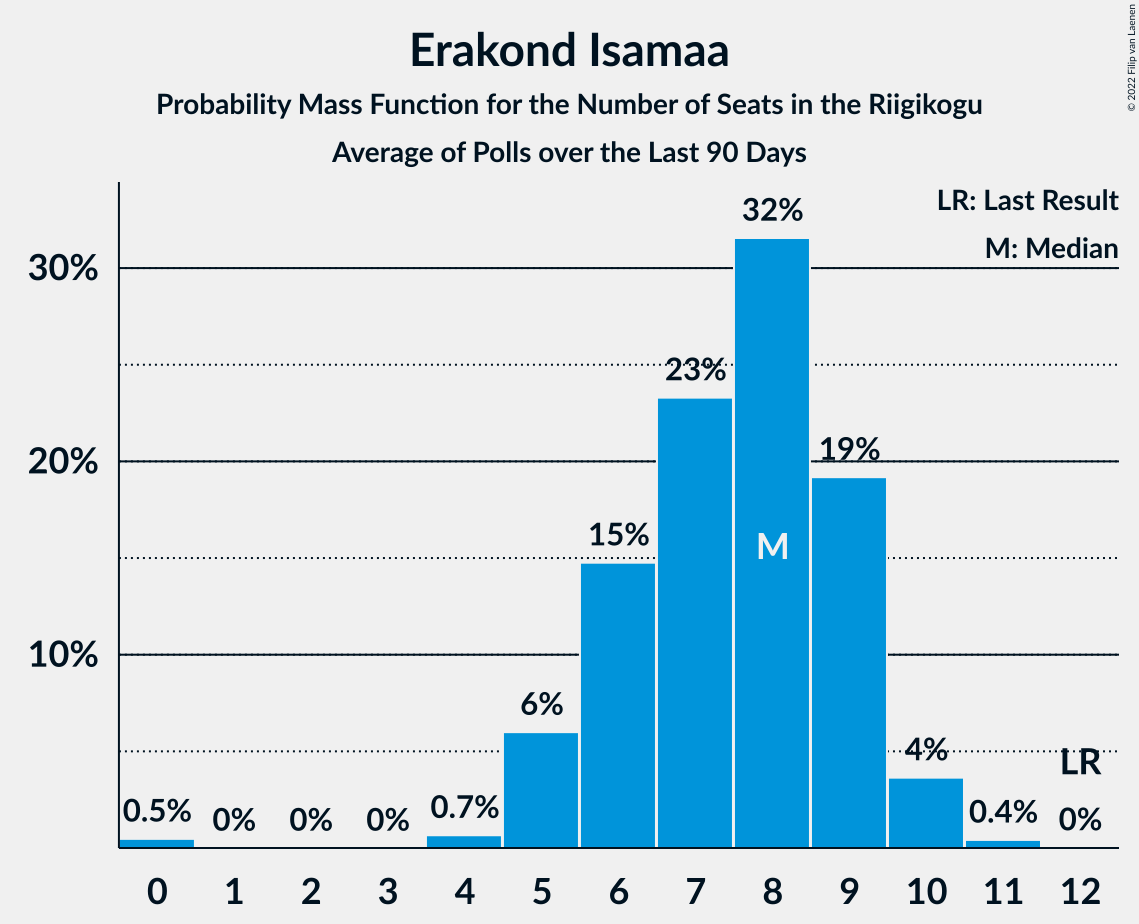 Erakond Isamaa
Probability Mass Function for the Number of Seats in the Riigikogu
Average of Polls over the Last 90 Days
© 2022 Filip van Laenen
LR: Last Result
M: Median
30%
20%
10%
0.5%
0%
0%
0%
0.7%
6%
15%
23%
32%
M
19%
4%
0.4%
LR
0%
0 1 2 3 4 5 6 7 8 9 10 11 12